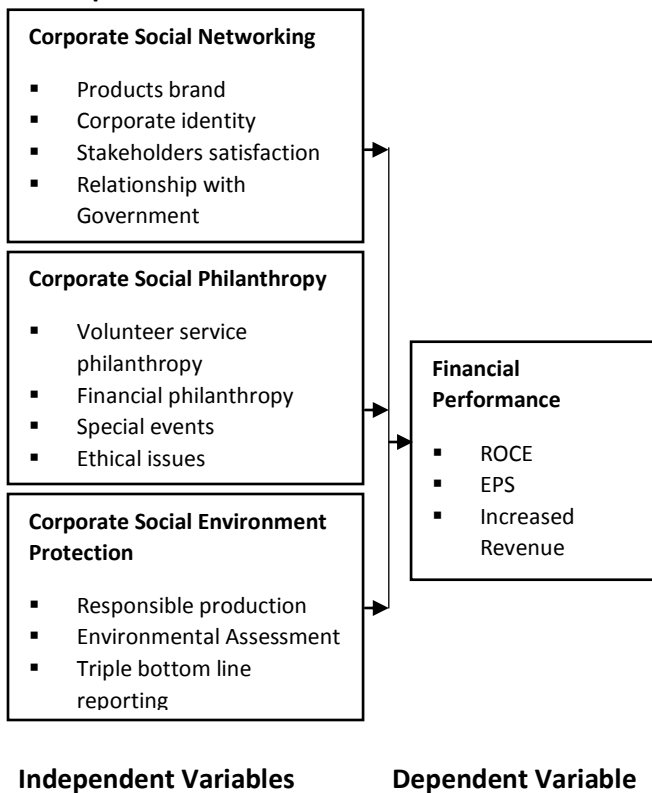 Corporate Social Networking
▪ Products brand
▪ Corporate identity
▪ Stakeholders satisfaction
▪ Relationship with
Government
Corporate Social Philanthropy
▪ Volunteer service
philanthropy
▪ Financial philanthropy
▪ Special events
▪ Ethical issues
Corporate Social Environment
Protection
▪ Responsible production
▪ Environmental Assessment
▪ Triple bottom line
reporting
Financial
Performance
▪ ROCE
▪ EPS
▪ Increased
Revenue
Independent Variables
Dependent Variable